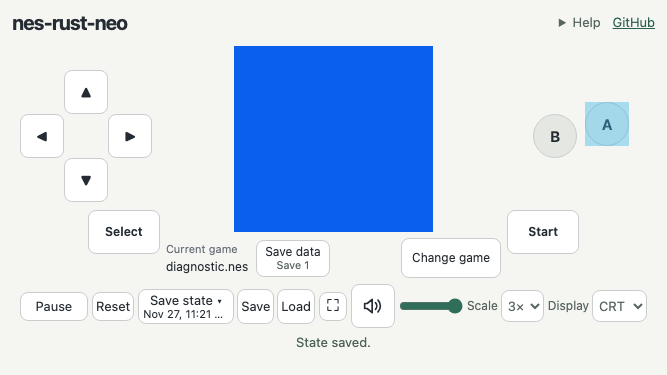 nes-rust-neo
▶ Help GitHub
▲
◀ ▶
▼
B A
Select
Start
Current game
diagnostic.nes
Save data
Save 1
Change game
Pause Reset
Save state ▾
Nov 27, 11:21 ...
Save Load
Scale 3× Display CRT
State saved.